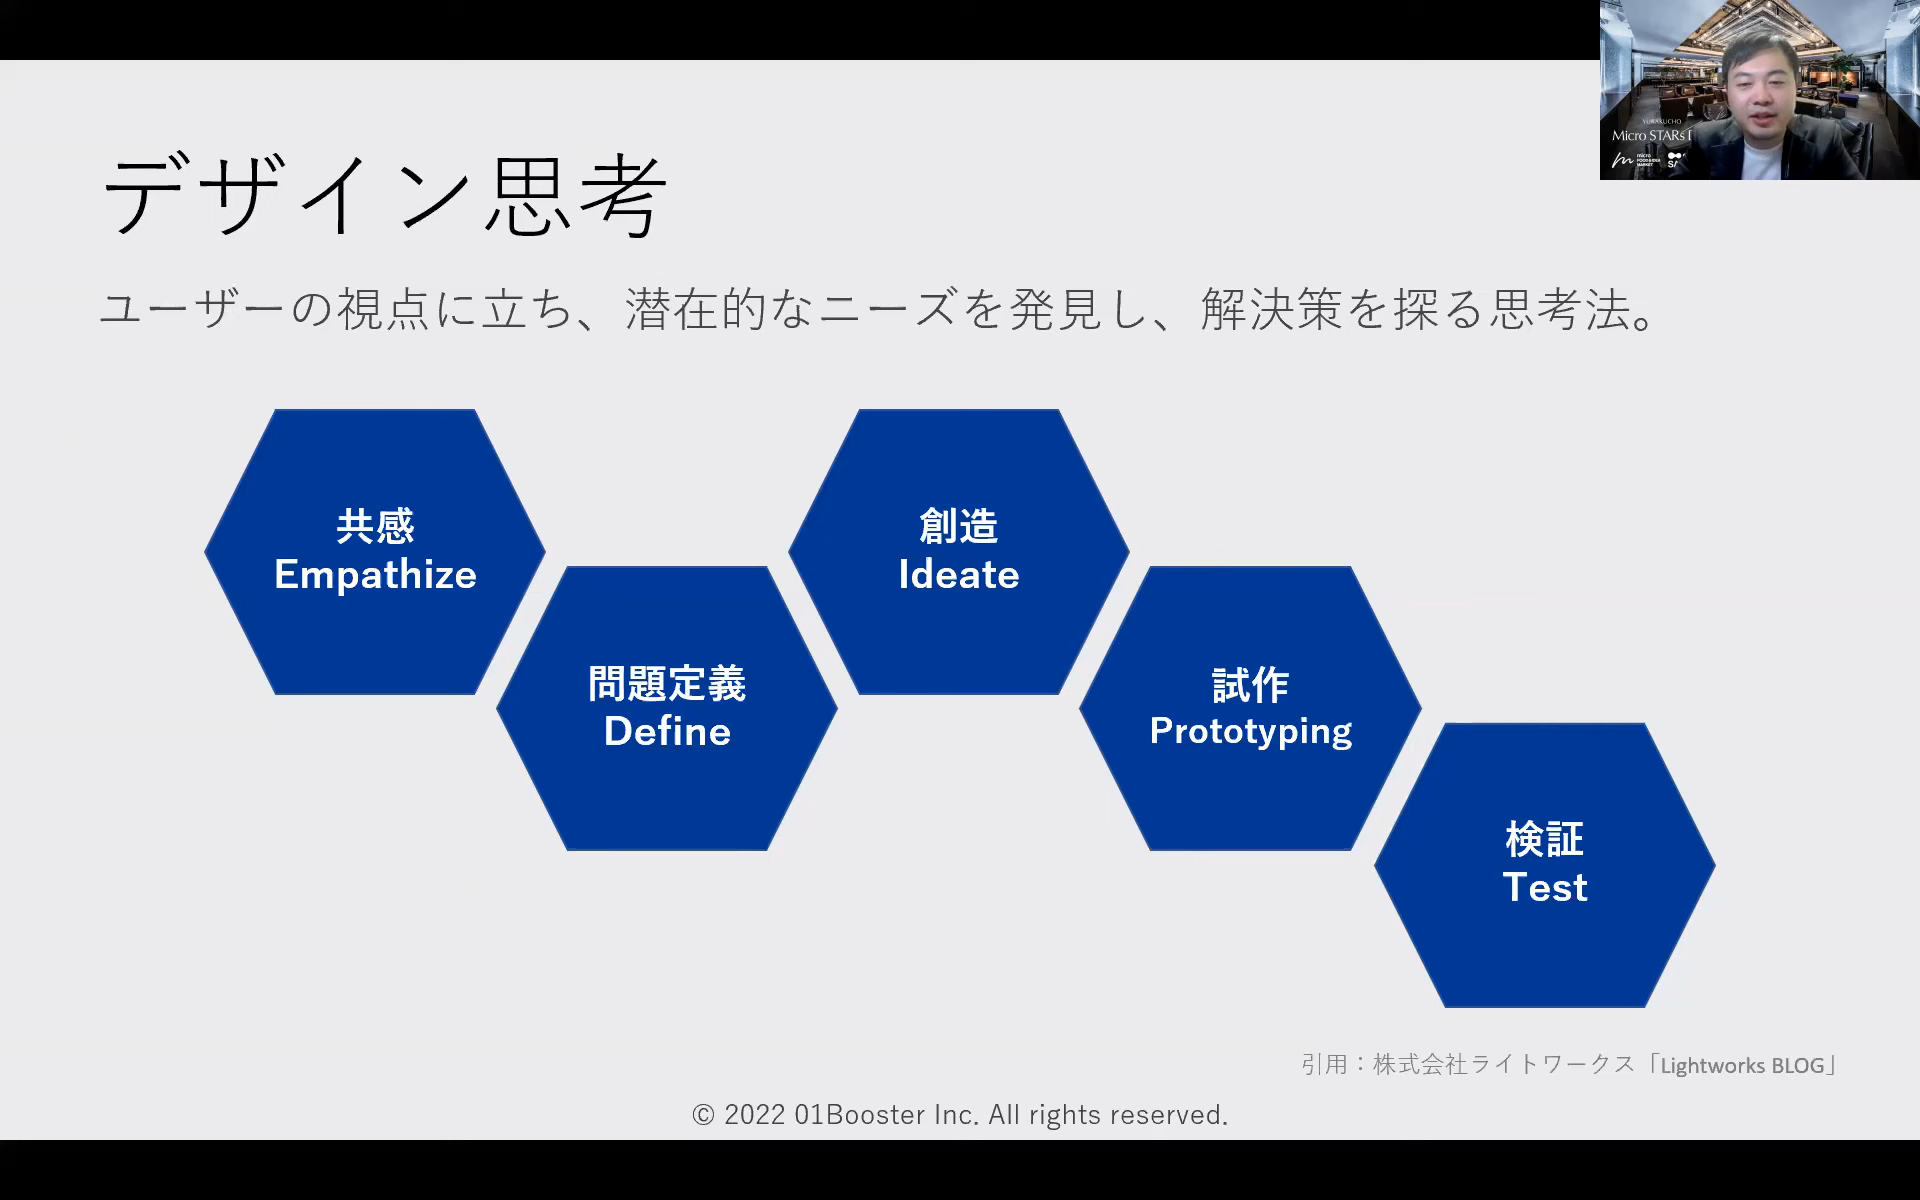 デザイン思考
ユーザーの視点に立ち、潜在的なニーズを発見し、解決策を探る思考法。
共感
Empathize
問題定義
Define
創造
Ideate
試作
Prototyping
検証
Test
引用：株式会社ライトワークス「Lightworks BLOG」
© 2022 01Booster Inc. All rights reserved.
YURAKUCHO
Micro STARs
micro